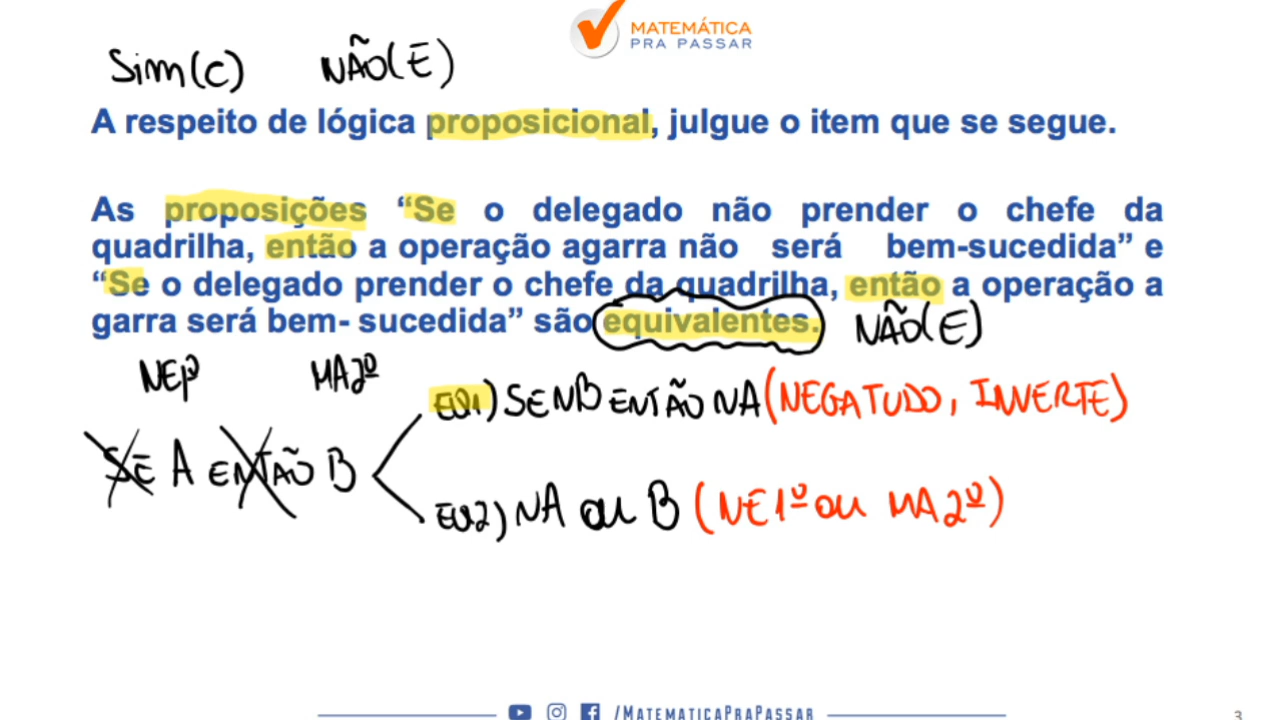 MATEMÁTICA
PRA PASSAR
Sim(C) NÃO(E)
A respeito de lógica proposicional, julgue o item que se segue.
As proposições “Se o delegado não prender o chefe da
quadrilha, então a operação agarra não será bem-sucedida” e
“Se o delegado prender o chefe da quadrilha, então a operação a
garra será bem- sucedida” são equivalentes. NÃO(E)
MA2º
EQ1) SE NB ENTÃO NA (NEGA TUDO, INVERTE)
SE A ENTÃO B
EQ2) NA OU B (NE1º OU MA2º)
/MATEMATICAPRAPASSAR
3